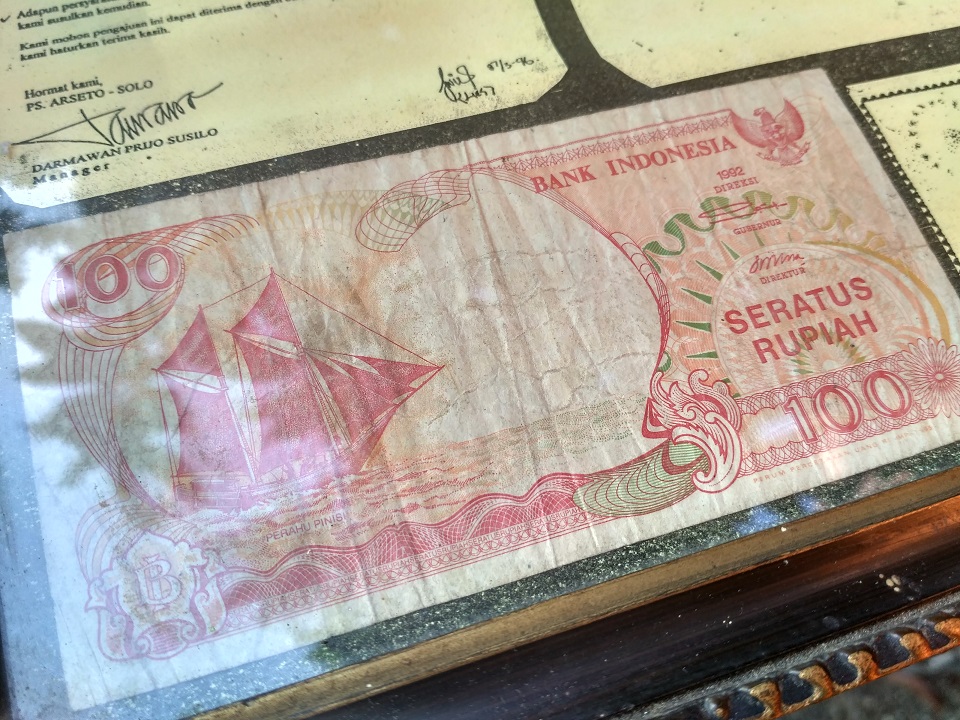 Adapun persyara
kami susulkan kemudian.
Kami mohon pengajuan ini dapat diterima dengan
kami haturkan terima kasih.
Hormat kami,
PS. ARSETO - SOLO
DARMAWAN PRIJO SUSILO
Manager
BANK INDONESIA
1992
DIREKSI
GUBERNUR
DIREKTUR
SERATUS
RUPIAH
100
100
PERAHU PINISI
B